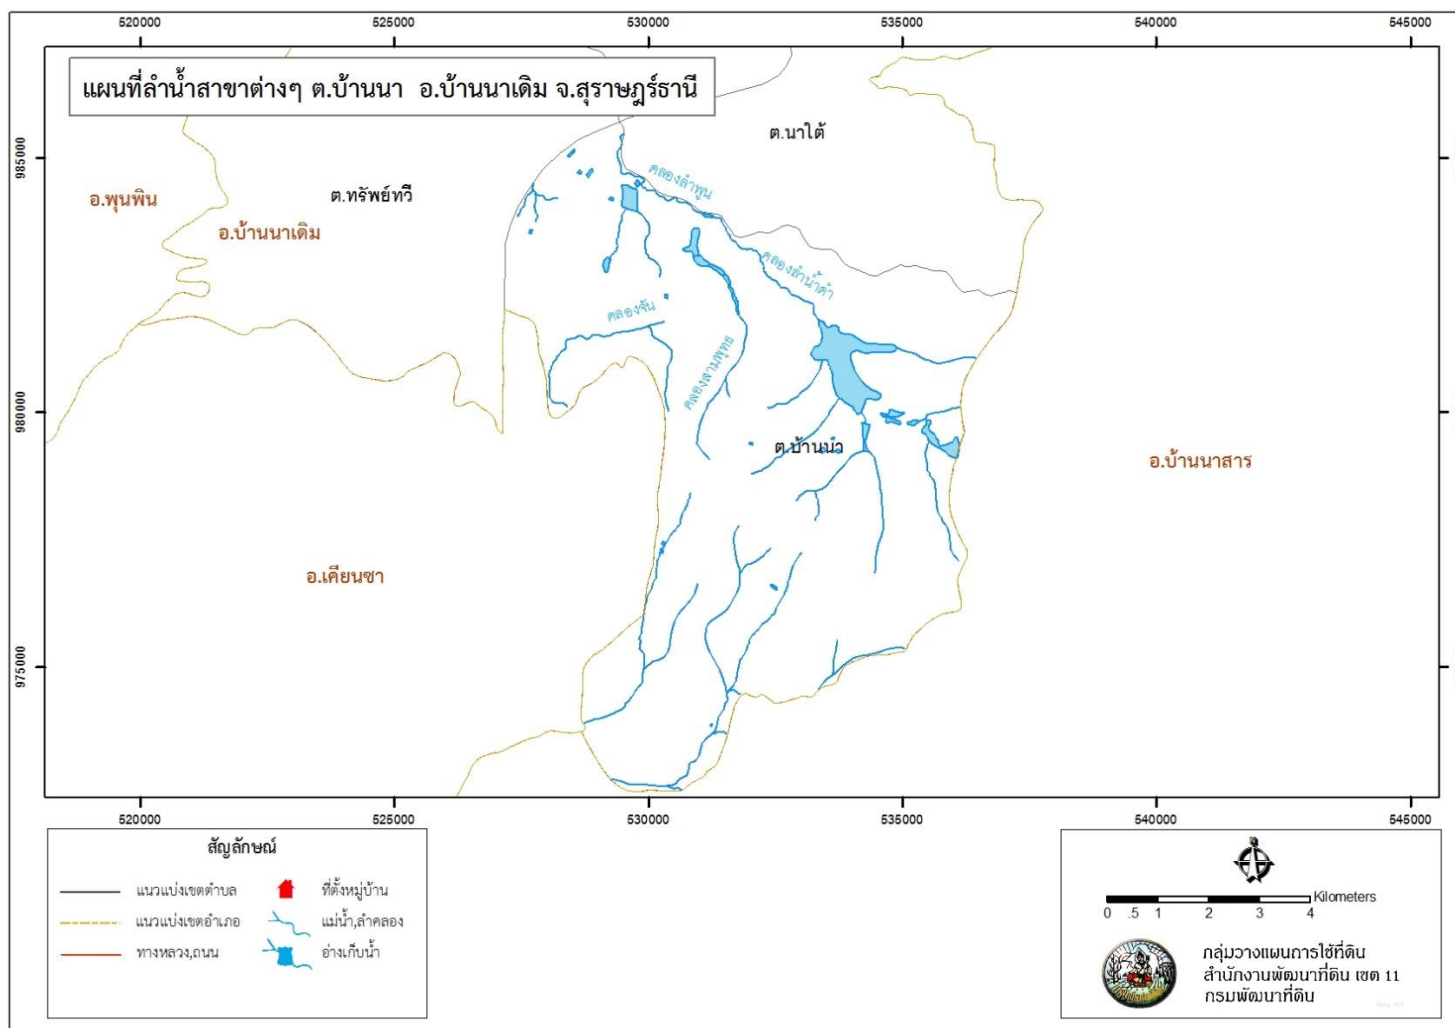 520000 525000 530000 535000 540000 545000
แผนที่ลำน้ำสาขาต่างๆ ต.บ้านนา อ.บ้านนาเดิม จ.สุราษฎร์ธานี
ต.นาใต้
985000
คลองลำพูน
ต.ทรัพย์ทวี
อ.พุนพิน
อ.บ้านนาเดิม
คลองลำน้ำดำ
คลองจัน
คลองสามพุทธ
980000
ต.บ้านนา
อ.บ้านนาสาร
อ.เคียนซา
975000
520000 525000 530000 535000 540000 545000
สัญลักษณ์
แนวแบ่งเขตตำบล ที่ตั้งหมู่บ้าน
แนวแบ่งเขตอำเภอ แม่น้ำ,ลำคลอง
ทางหลวง,ถนน อ่างเก็บน้ำ
Kilometers
0 .5 1 2 3 4
กลุ่มวางแผนการใช้ที่ดิน
สำนักงานพัฒนาที่ดิน เขต 11
กรมพัฒนาที่ดิน